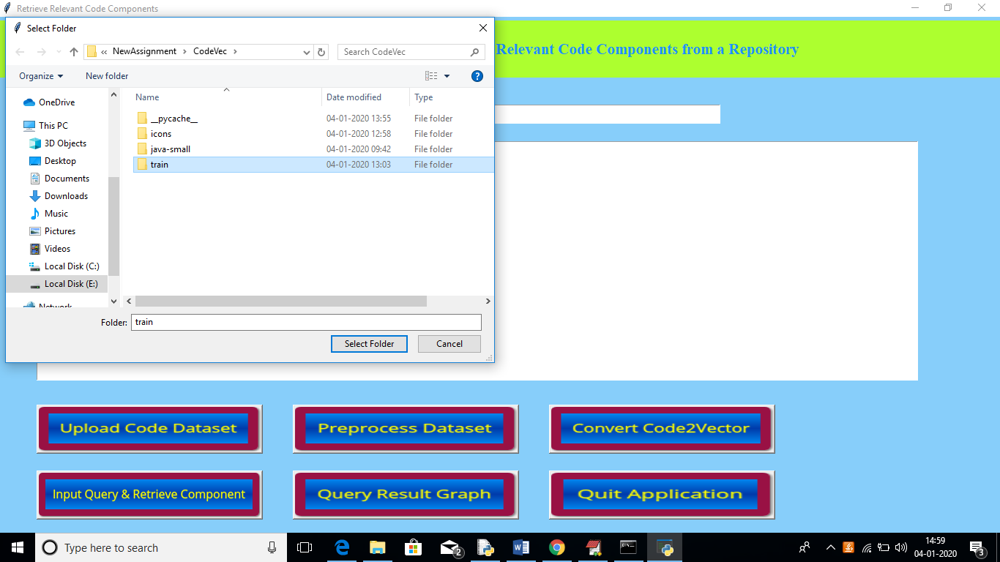 Retrieve Relevant Code Components
Select Folder
Relevant Code Components from a Repository
« NewAssignment > CodeVec >
Search CodeVec
Organize
New folder
?
Name Date modified Type
OneDrive
This PC
3D Objects
Desktop
Documents
Downloads
Music
Pictures
Videos
Local Disk (C:)
Local Disk (E:)
Network
__pycache__ 04-01-2020 13:55 File folder
icons 04-01-2020 12:58 File folder
java-small 04-01-2020 09:42 File folder
train 04-01-2020 13:03 File folder
Folder: train
Select Folder
Cancel
Upload Code Dataset
Preprocess Dataset
Convert Code2Vector
Input Query & Retrieve Component
Query Result Graph
Quit Application
Type here to search
2
14:59
04-01-2020
3